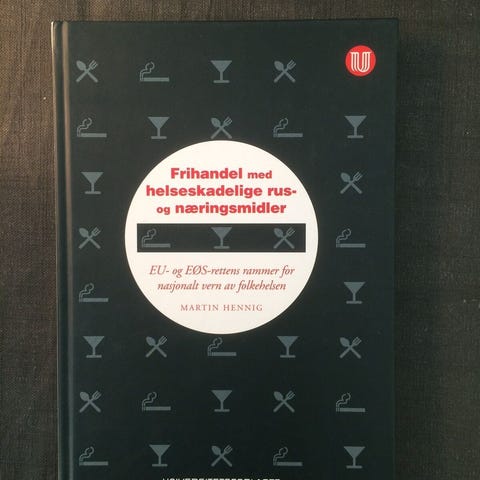 U
Frihandel med
helseskadelige rus-
og næringsmidler
EU- og EØS-rettens rammer for
nasjonalt vern av folkehelsen
MARTIN HENNIG